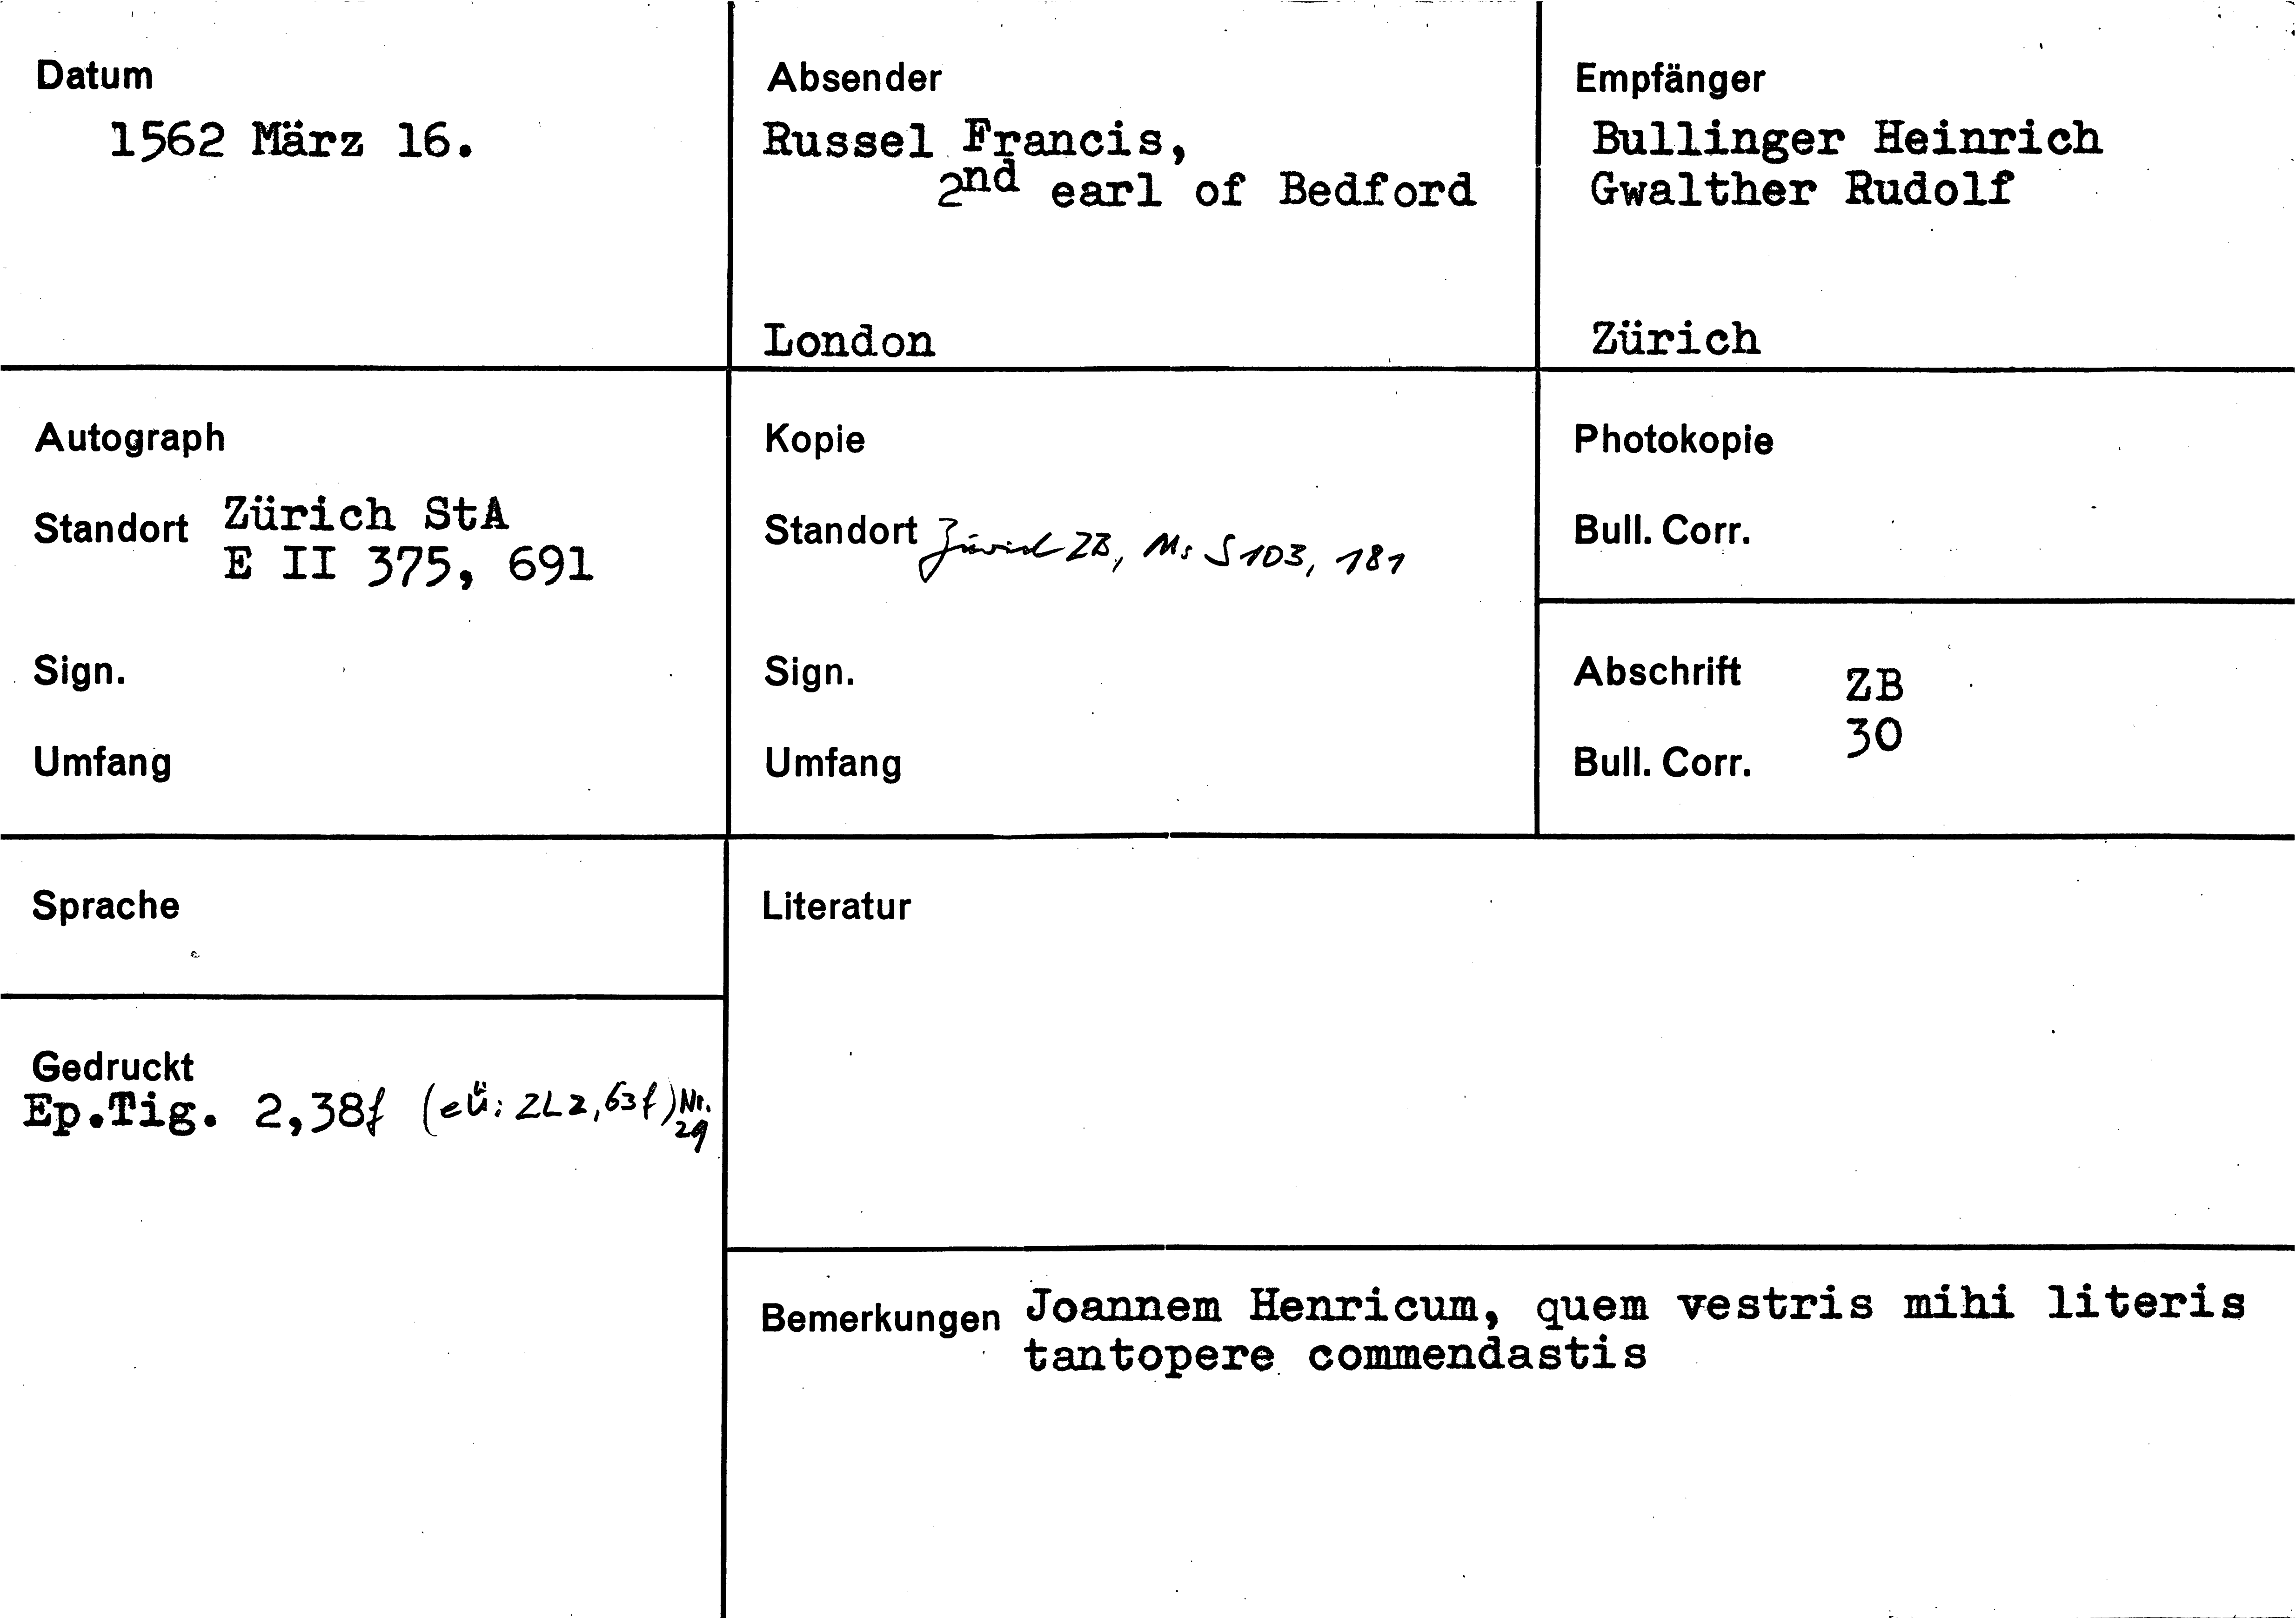 Datum
1562 März 16.
Absender
Russel Francis,
2nd earl of Bedford
London
Empfänger
Bullinger Heinrich
Gwalther Rudolf
Zürich
Autograph
Standort Zürich StA
E II 375, 691
Sign.
Umfang
Kopie
Standort Zürich ZB, Ms S 103, 181
Sign.
Umfang
Photokopie
Bull. Corr.
Abschrift ZB
30
Bull. Corr.
Sprache
Literatur
Gedruckt
Ep.Tig. 2,38f (eü: ZL 2, 63f) Nr.
29
Bemerkungen Joannem Henricum, quem vestris mihi literis
tantopere commendastis